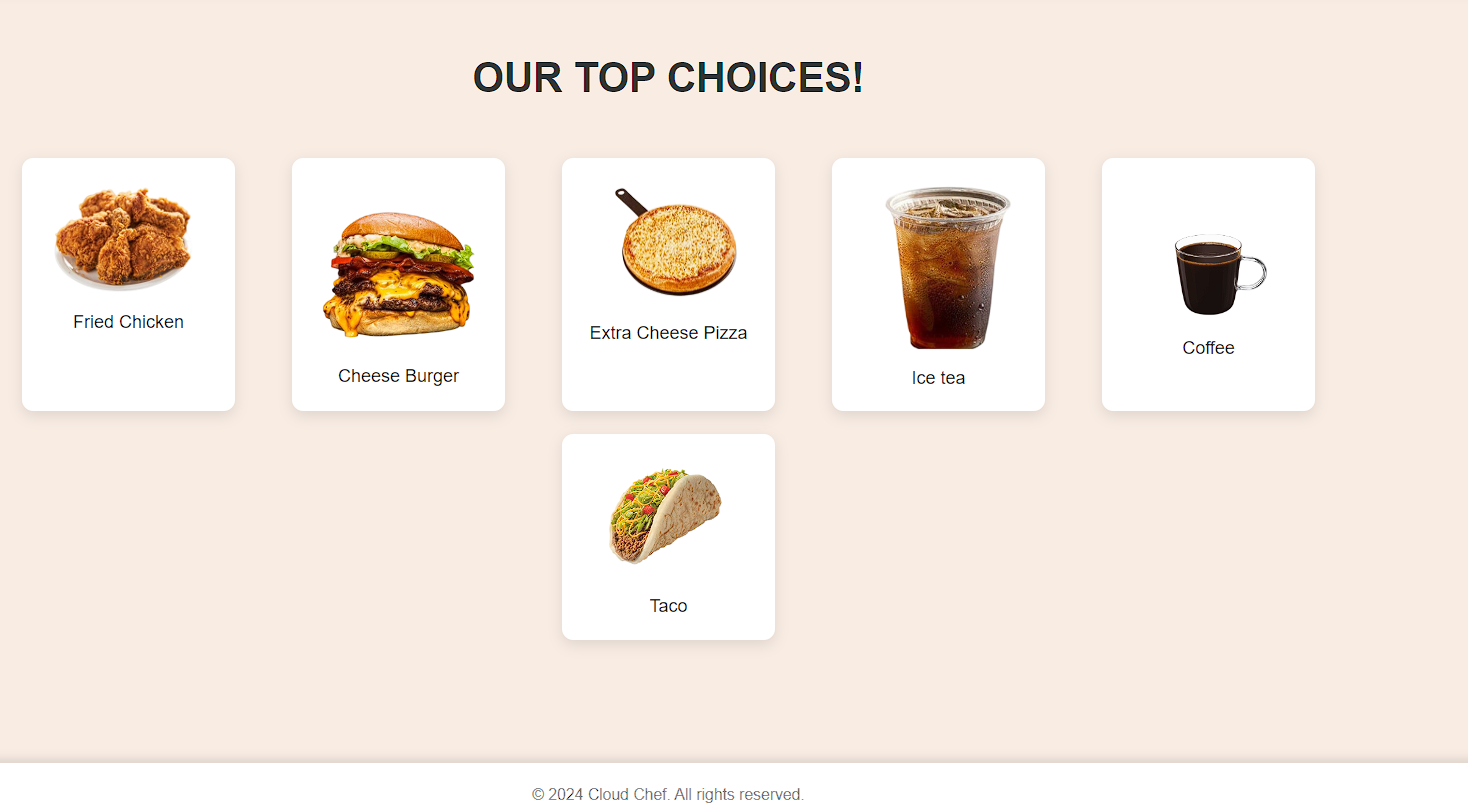 OUR TOP CHOICES!
Fried Chicken
Cheese Burger
Extra Cheese Pizza
Ice tea
Coffee
Taco
© 2024 Cloud Chef. All rights reserved.